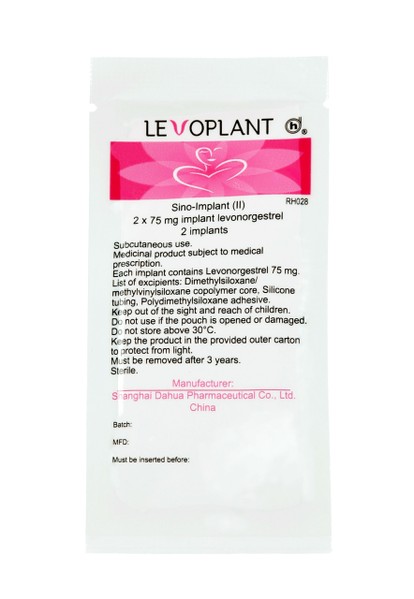 LEVOPLANT h ®
RH028
Sino-Implant (II)
2 x 75 mg implant levonorgestrel
2 implants
Subcutaneous use.
Medicinal product subject to medical
prescription.
Each implant contains Levonorgestrel 75 mg.
List of excipients: Dimethylsiloxane/
methylvinylsiloxane copolymer core, Silicone
tubing, Polydimethylsiloxane adhesive.
Keep out of the sight and reach of children.
Do not use if the pouch is opened or damaged.
Do not store above 30°C.
Keep the product in the provided outer carton
to protect from light.
Must be removed after 3 years.
Sterile.
Manufacturer:
Shanghai Dahua Pharmaceutical Co., Ltd.
China
Batch:
MFD:
Must be inserted before: